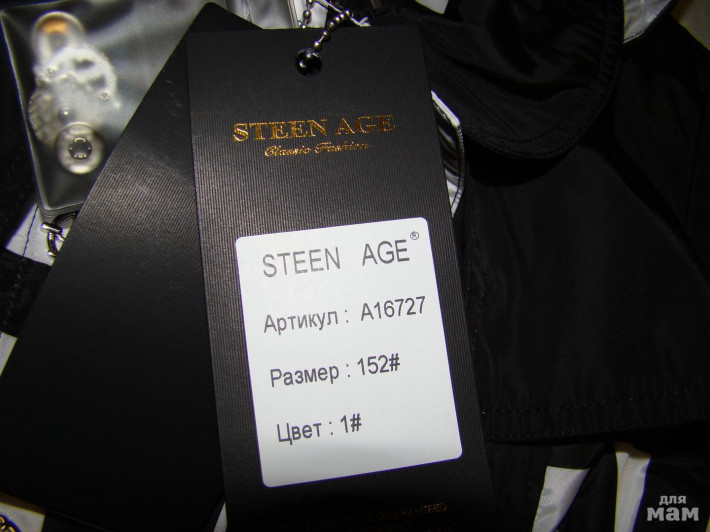 STEEN AGE
Classic Fashion
STEEN AGE®
Артикул : A16727
Размер : 152#
Цвет : 1#
для
мам